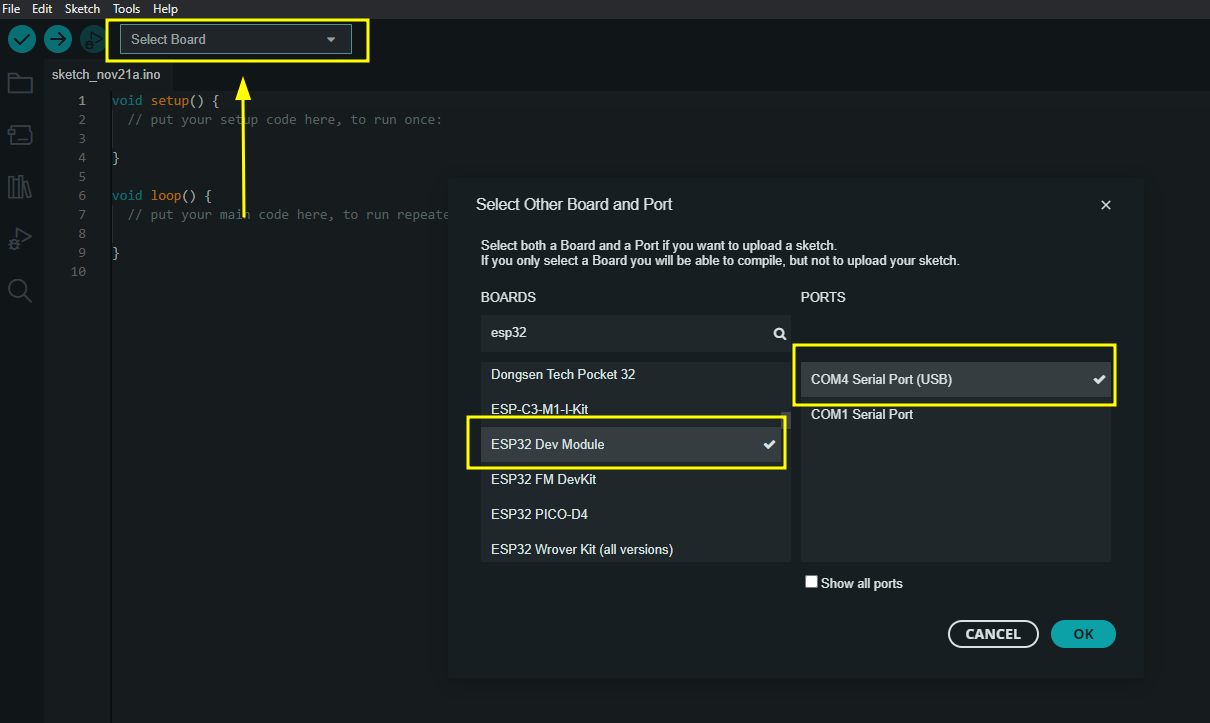 File Edit Sketch Tools Help
Select Board
sketch_nov21a.ino
1 void setup() {
2 // put your setup code here, to run once:
3
4 }
5
6 void loop() {
7 // put your main code here, to run repeate
8
9 }
10
Select Other Board and Port
Select both a Board and a Port if you want to upload a sketch.
If you only select a Board you will be able to compile, but not to upload your sketch.
BOARDS
esp32
Dongsen Tech Pocket 32
ESP-C3-M1-I-Kit
ESP32 Dev Module
ESP32 FM DevKit
ESP32 PICO-D4
ESP32 Wrover Kit (all versions)
PORTS
COM4 Serial Port (USB)
COM1 Serial Port
Show all ports
CANCEL OK